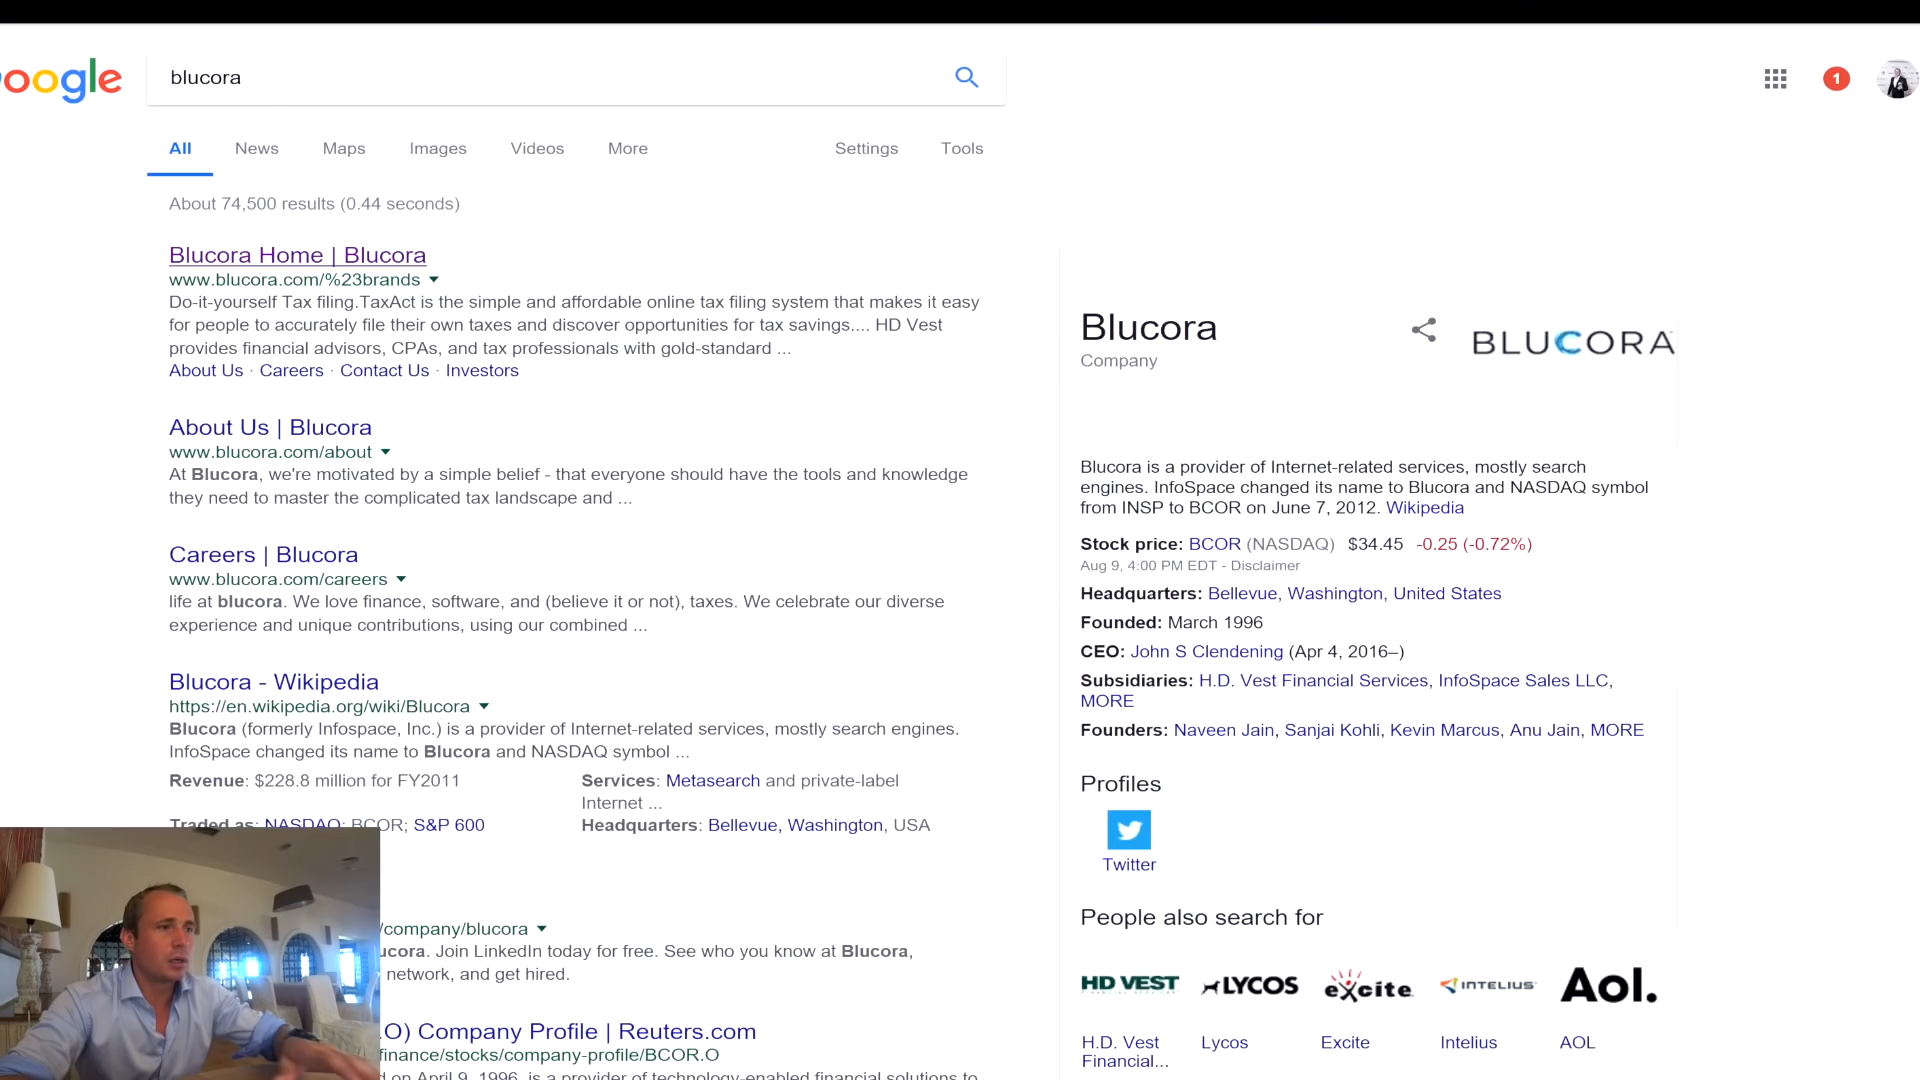 oogle
blucora
1
All News Maps Images Videos More Settings Tools
About 74,500 results (0.44 seconds)
Blucora Home | Blucora
www.blucora.com/%23brands
Do-it-yourself Tax filing.TaxAct is the simple and affordable online tax filing system that makes it easy
for people to accurately file their own taxes and discover opportunities for tax savings.... HD Vest
provides financial advisors, CPAs, and tax professionals with gold-standard ...
About Us · Careers · Contact Us · Investors
About Us | Blucora
www.blucora.com/about
At Blucora, we're motivated by a simple belief - that everyone should have the tools and knowledge
they need to master the complicated tax landscape and ...
Careers | Blucora
www.blucora.com/careers
life at blucora. We love finance, software, and (believe it or not), taxes. We celebrate our diverse
experience and unique contributions, using our combined ...
Blucora - Wikipedia
https://en.wikipedia.org/wiki/Blucora
Blucora (formerly Infospace, Inc.) is a provider of Internet-related services, mostly search engines.
InfoSpace changed its name to Blucora and NASDAQ symbol ...
Revenue: $228.8 million for FY2011
Services: Metasearch and private-label
Internet ...
Traded as: NASDAQ: BCOR; S&P 600
Headquarters: Bellevue, Washington, USA
/company/blucora
ucora. Join LinkedIn today for free. See who you know at Blucora,
network, and get hired.
.O) Company Profile | Reuters.com
finance/stocks/company-profile/BCOR.O
d on April 9, 1996, is a provider of technology-enabled financial solutions to
Blucora
Company
BLUCORA
Blucora is a provider of Internet-related services, mostly search
engines. InfoSpace changed its name to Blucora and NASDAQ symbol
from INSP to BCOR on June 7, 2012. Wikipedia
Stock price: BCOR (NASDAQ) $34.45 -0.25 (-0.72%)
Aug 9, 4:00 PM EDT - Disclaimer
Headquarters: Bellevue, Washington, United States
Founded: March 1996
CEO: John S Clendening (Apr 4, 2016–)
Subsidiaries: H.D. Vest Financial Services, InfoSpace Sales LLC,
MORE
Founders: Naveen Jain, Sanjai Kohli, Kevin Marcus, Anu Jain, MORE
Profiles
Twitter
People also search for
HD VEST LYCOS excite INTELIUS Aol.
H.D. Vest Lycos Excite Intelius AOL
Financial...